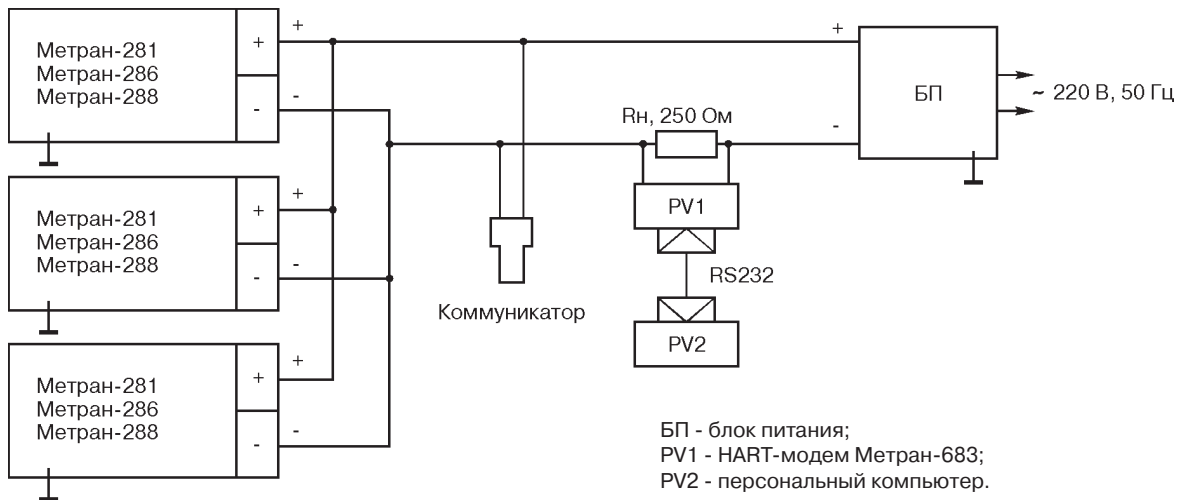 Метран-281
Метран-286
Метран-288
+
-
+
-
+
-
БП
~ 220 В, 50 Гц
Rн, 250 Ом
PV1
RS232
PV2
Коммуникатор
Метран-281
Метран-286
Метран-288
+
-
+
-
Метран-281
Метран-286
Метран-288
+
-
+
-
БП - блок питания;
PV1 - HART-модем Метран-683;
PV2 - персональный компьютер.